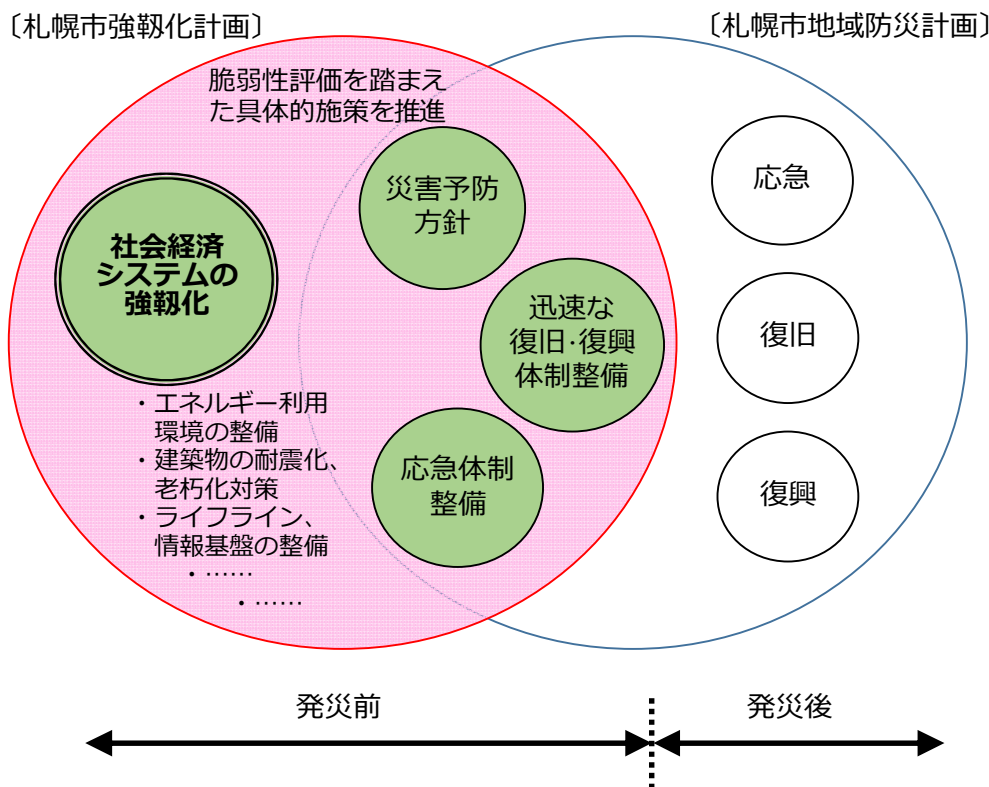 〔札幌市強靱化計画〕
〔札幌市地域防災計画〕
脆弱性評価を踏まえ
た具体的施策を推進
災害予防
方針
社会経済
システムの
強靱化
迅速な
復旧・復興
体制整備
応急体制
整備
・エネルギー利用
環境の整備
・建築物の耐震化、
老朽化対策
・ライフライン、
情報基盤の整備
・……
・……
応急
復旧
復興
発災前
発災後